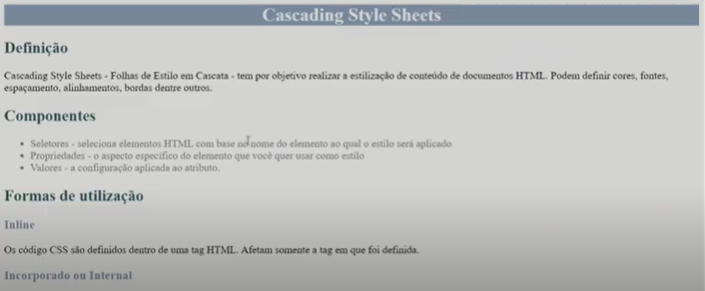 Cascading Style Sheets
Definição
Cascading Style Sheets - Folhas de Estilo em Cascata - tem por objetivo realizar a estilização de conteúdo de documentos HTML. Podem definir cores, fontes,
espaçamento, alinhamentos, bordas dentre outros.
Componentes
Seletores - seleciona elementos HTML com base no nome do elemento ao qual o estilo será aplicado
Propriedades - o aspecto específico do elemento que você quer usar como estilo
Valores - a configuração aplicada ao atributo.
Formas de utilização
Inline
Os código CSS são definidos dentro de uma tag HTML. Afetam somente a tag em que foi definida.
Incorporado ou Internal